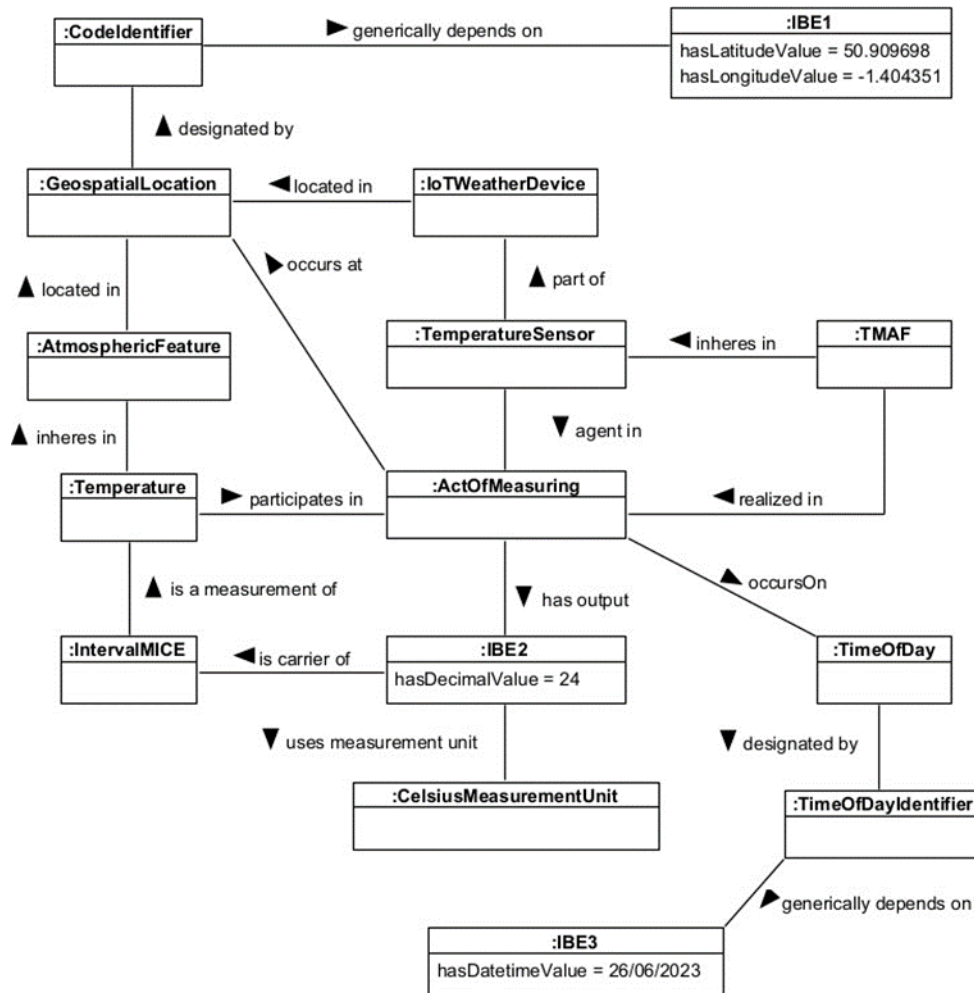 :CodeIdentifier
generically depends on
:IBE1
hasLatitudeValue = 50.909698
hasLongitudeValue = -1.404351
designated by
:GeospatialLocation
located in
:IoTWeatherDevice
occurs at
located in
part of
:AtmosphericFeature
:TemperatureSensor
inheres in
:TMAF
inheres in
agent in
:Temperature
participates in
:ActOfMeasuring
realized in
is a measurement of
has output
occursOn
:IntervalMICE
is carrier of
:IBE2
hasDecimalValue = 24
:TimeOfDay
uses measurement unit
designated by
:CelsiusMeasurementUnit
:TimeOfDayIdentifier
generically depends on
:IBE3
hasDatetimeValue = 26/06/2023